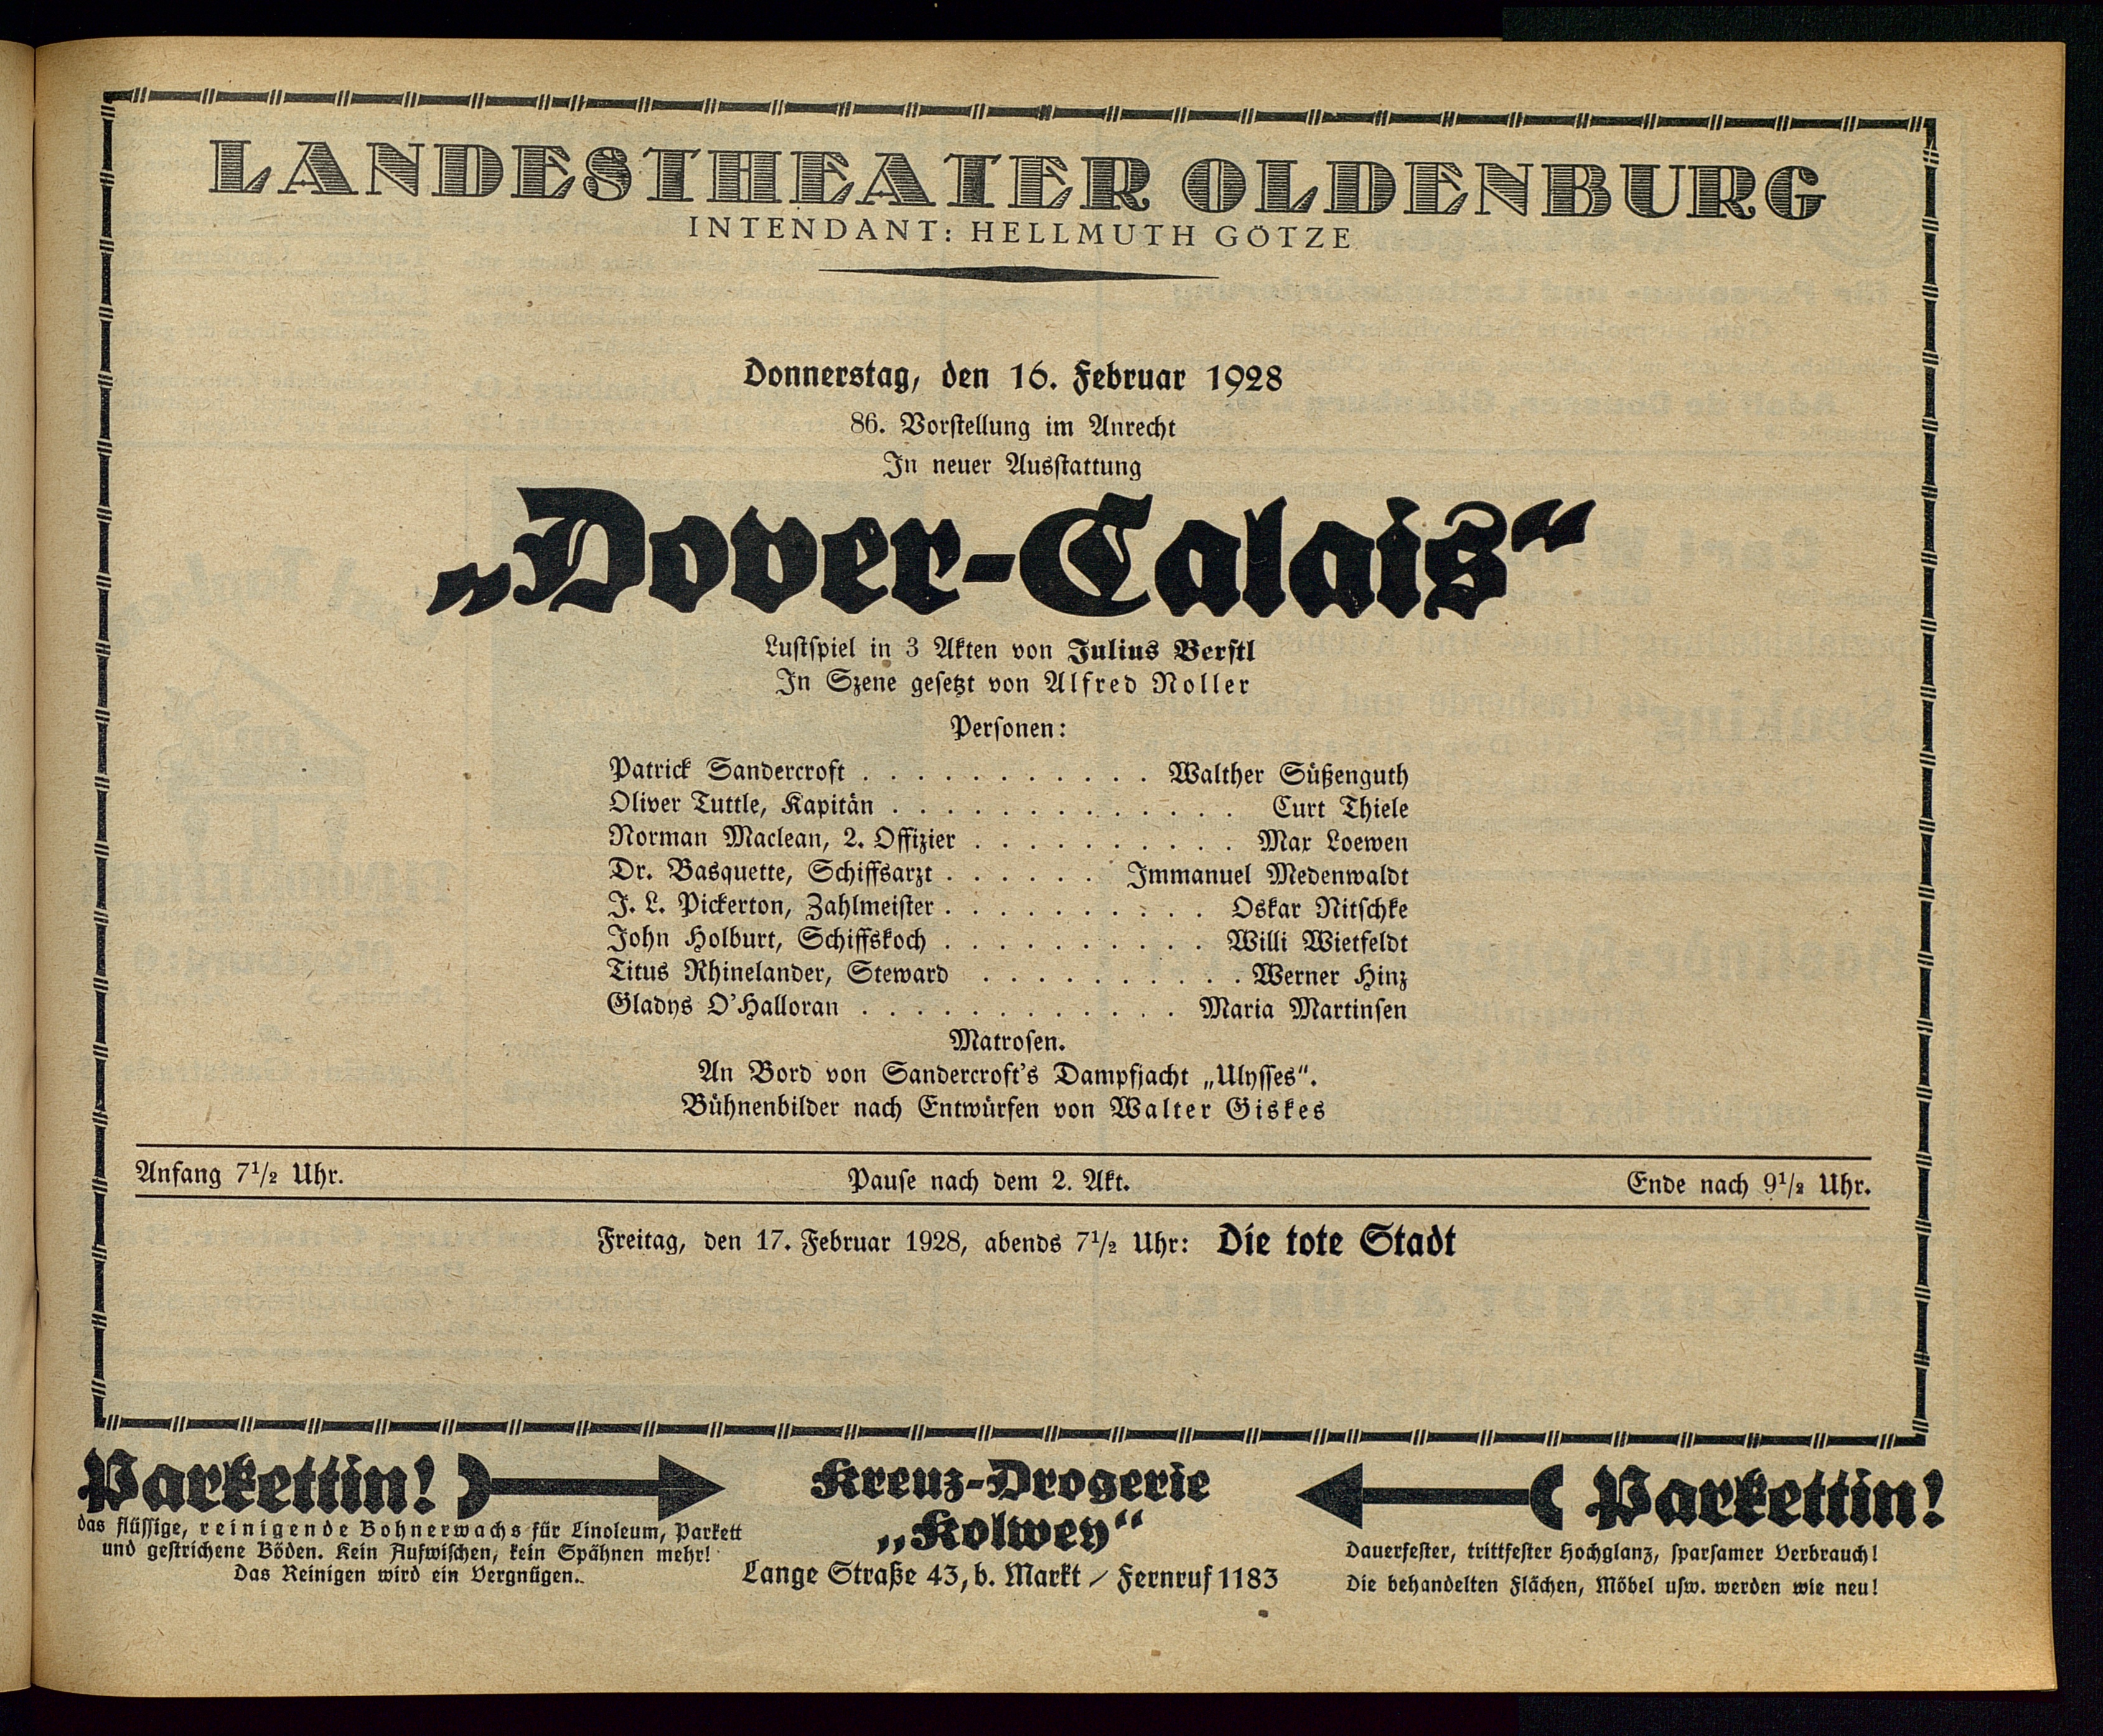 LANDESTHEATER OLDENBURG
INTENDANT: HELLMUTH GÖTZE
Donnerstag, den 16. Februar 1928
86. Vorstellung im Anrecht
In neuer Ausstattung
„Dover-Calais“
Lustspiel in 3 Akten von Julius Berstl
In Szene gesetzt von Alfred Noller
Personen:
Patrick Sandercroft . . . . . . . . . . . Walther Süßenguth
Oliver Tuttle, Kapitän . . . . . . . . . . . . . Curt Thiele
Norman Maclean, 2. Offizier . . . . . . . . . . Max Loewen
Dr. Basquette, Schiffsarzt . . . . . . Immanuel Medenwaldt
J. L. Pickerton, Zahlmeister . . . . . . . . . . Oskar Nitschke
John Holburt, Schiffskoch . . . . . . . . . . Willi Wietfeldt
Titus Rhinelander, Steward . . . . . . . . . . Werner Hinz
Gladys O'Halloran . . . . . . . . . . . . Maria Martinsen
Matrosen.
An Bord von Sandercroft's Dampfjacht „Ulysses“.
Bühnenbilder nach Entwürfen von Walter Giskes
Anfang 7½ Uhr. Pause nach dem 2. Akt. Ende nach 9½ Uhr.
Freitag, den 17. Februar 1928, abends 7½ Uhr: Die tote Stadt
Parkettin!
das flüssige, reinigende Bohnerwachs für Linoleum, Parkett
und gestrichene Böden. Kein Aufwischen, kein Spähnen mehr!
Das Reinigen wird ein Vergnügen.
Kreuz-Drogerie
„Kolwey“
Lange Straße 43, b. Markt / Fernruf 1183
Parkettin!
Dauerfester, trittfester Hochglanz, sparsamer Verbrauch!
Die behandelten Flächen, Möbel usw. werden wie neu!